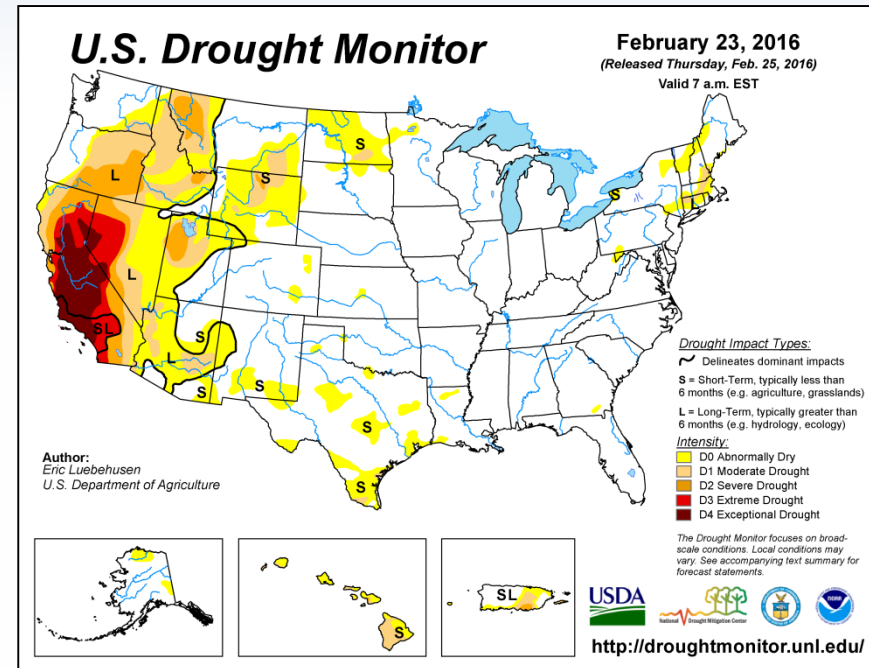 U.S. Drought Monitor
February 23, 2016
(Released Thursday, Feb. 25, 2016)
Valid 7 a.m. EST
S
L
S
S
L
S
L
SL
S
L
S
S
S
S
Drought Impact Types:
Delineates dominant impacts
S = Short-Term, typically less than
6 months (e.g. agriculture, grasslands)
L = Long-Term, typically greater than
6 months (e.g. hydrology, ecology)
Intensity:
D0 Abnormally Dry
D1 Moderate Drought
D2 Severe Drought
D3 Extreme Drought
D4 Exceptional Drought
Author:
Eric Luebehusen
U.S. Department of Agriculture
The Drought Monitor focuses on broad-
scale conditions. Local conditions may
vary. See accompanying text summary for
forecast statements.
S
SL
USDA
National Drought Mitigation Center
NOAA
http://droughtmonitor.unl.edu/